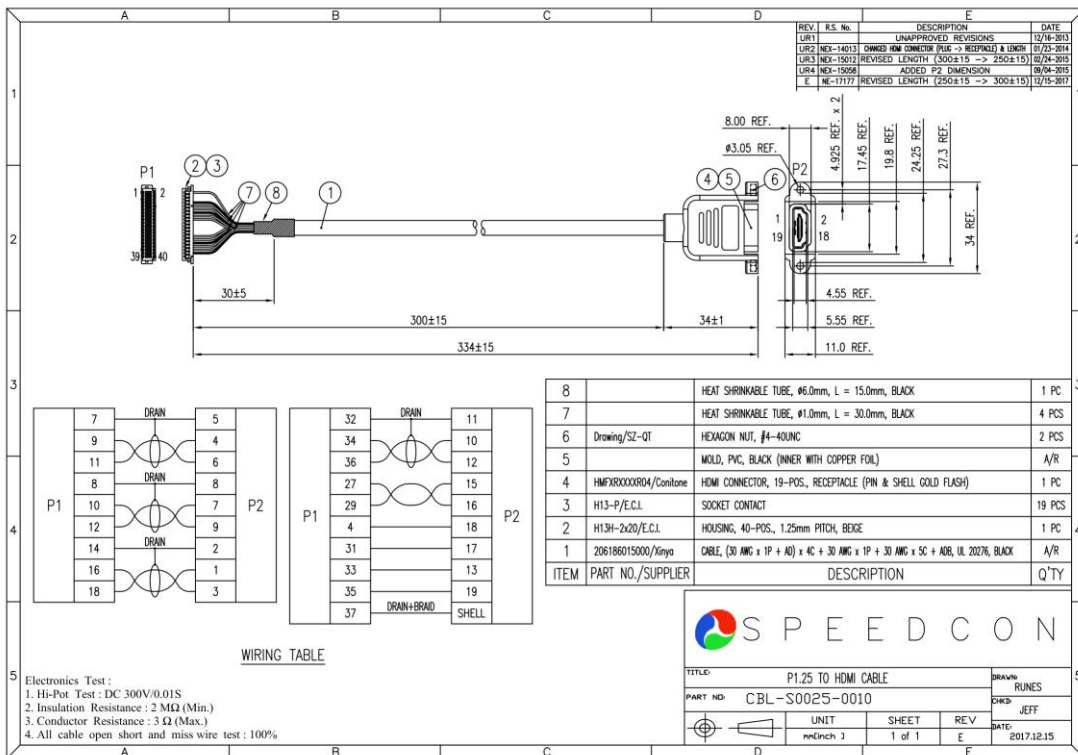 A B C D E
REV. R.S. No. DESCRIPTION DATE
UR1 UNAPPROVED REVISIONS 12/16-2013
UR2 NEX-14013 CHANGED HDMI CONNECTOR (PLUG -> RECEPTACLE) & LENGTH 01/23-2014
UR3 NEX-15012 REVISED LENGTH (300±15 -> 250±15) 02/24-2015
UR4 NEX-15058 ADDED P2 DIMENSION 09/04-2015
E NE-17177 REVISED LENGTH (250±15 -> 300±15) 12/15-2017
1
8.00 REF.
ø3.05 REF.
4.925 REF. x 2
17.45 REF.
19.8 REF.
24.25 REF.
27.3 REF.
34 REF.
P1
1 2
39 40
2 3
7
8
1
4 5 6
P2
1 2
19 18
2 2
30±5
300±15
34±1
334±15
4.55 REF.
5.55 REF.
11.0 REF.
3 3
P1 P2
7 DRAIN 5
9 4
11 6
8 DRAIN 8
10 7
12 9
14 DRAIN 2
16 1
18 3
P1 P2
32 DRAIN 11
34 10
36 12
27 15
29 16
4 18
31 17
33 13
35 19
37 DRAIN+BRAID SHELL
WIRING TABLE
8 HEAT SHRINKABLE TUBE, ø6.0mm, L = 15.0mm, BLACK 1 PC
7 HEAT SHRINKABLE TUBE, ø1.0mm, L = 30.0mm, BLACK 4 PCS
6 Drawing/SZ-QT HEXAGON NUT, #4-40UNC 2 PCS
5 MOLD, PVC, BLACK (INNER WITH COPPER FOIL) A/R
4 HMFXRXXXXR04/Conitone HDMI CONNECTOR, 19-POS., RECEPTACLE (PIN & SHELL GOLD FLASH) 1 PC
3 H13-P/E.C.I. SOCKET CONTACT 19 PCS
2 H13H-2x20/E.C.I. HOUSING, 40-POS., 1.25mm PITCH, BEIGE 1 PC
1 206186015000/Xinya CABLE, (30 AWG x 1P + AD) x 4C + 30 AWG x 1P + 30 AWG x 5C + ADB, UL 20276, BLACK A/R
ITEM PART NO./SUPPLIER DESCRIPTION Q'TY
4 4
SPEEDCON
TITLE: P1.25 TO HDMI CABLE
PART NO: CBL-S0025-0010
DRAWN: RUNES
CHKD: JEFF
DATE: 2017.12.15
UNIT SHEET REV
mm[inch ] 1 of 1 E
5 5
Electronics Test :
1. Hi-Pot Test : DC 300V/0.01S
2. Insulation Resistance : 2 MΩ (Min.)
3. Conductor Resistance : 3 Ω (Max.)
4. All cable open short and miss wire test : 100%
A B C D E